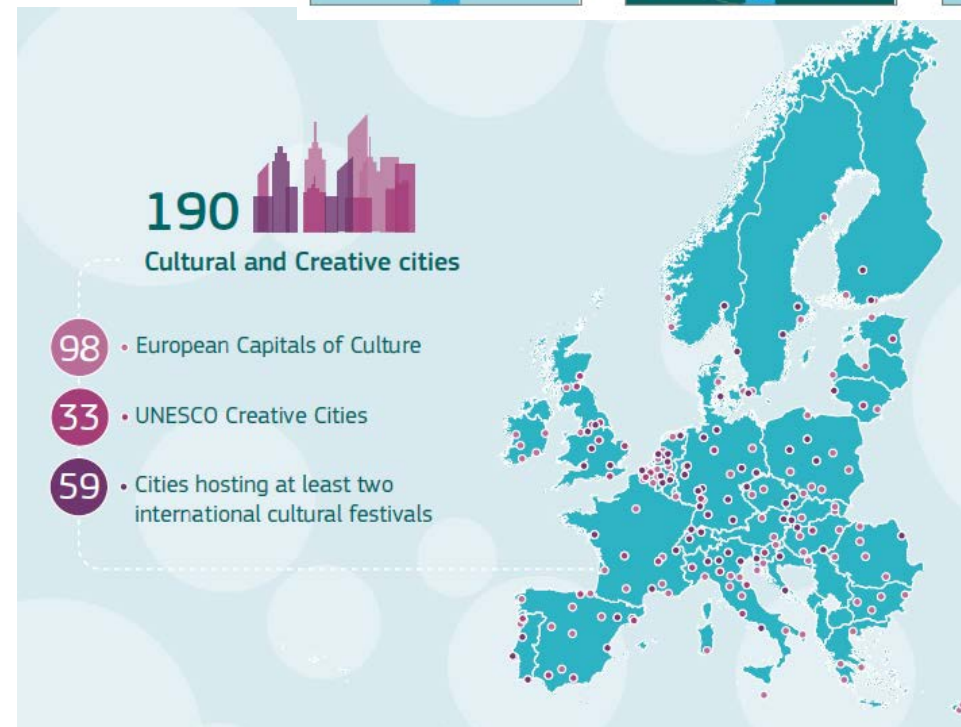 190
Cultural and Creative cities
98 • European Capitals of Culture
33 • UNESCO Creative Cities
59 • Cities hosting at least two
international cultural festivals